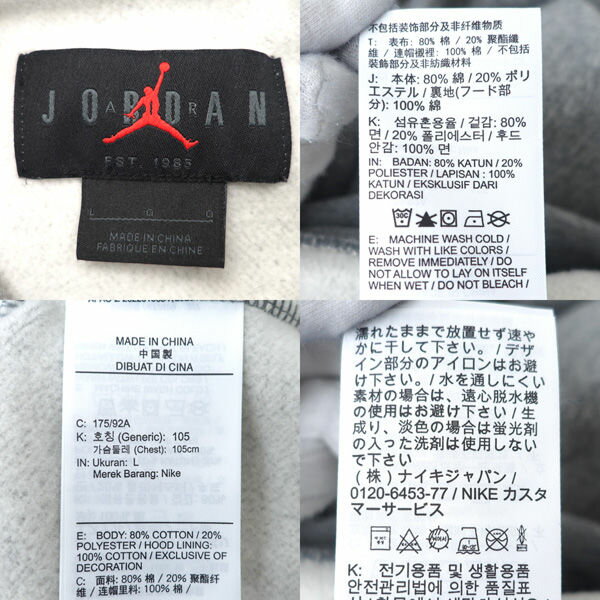 JORDAN
AIR
EST. 1985
L G G
MADE IN CHINA
FABRIQUÉ EN CHINE
不包括装饰部分及非纤维物质
T: 表布: 80% 棉 / 20% 聚酯纖
維 / 連帽襯裡: 100% 棉 / 不包括
裝飾部分及非紡織材料
J: 本体: 80% 綿 / 20% ポリ
エステル / 裏地(フード部
分): 100% 綿
K: 섬유혼용율 / 겉감: 80%
면 / 20% 폴리에스터 / 후드
안감: 100% 면
IN: BADAN: 80% KATUN / 20%
POLIESTER / LAPISAN : 100%
KATUN / EKSKLUSIF DARI
DEKORASI
E: MACHINE WASH COLD /
WASH WITH LIKE COLORS /
REMOVE IMMEDIATELY / DO
NOT ALLOW TO LAY ON ITSELF
WHEN WET / DO NOT BLEACH /
MADE IN CHINA
中国製
DIBUAT DI CINA
C: 175/92A
K: 호칭 (Generic): 105
가슴둘레 (Chest): 105cm
IN: Ukuran: L
Merek Barang: Nike
E: BODY: 80% COTTON / 20%
POLYESTER / HOOD LINING:
100% COTTON / EXCLUSIVE OF
DECORATION
C: 面料: 80% 棉 / 20% 聚酯纤
维 / 连帽里料: 100% 棉 /
濡れたままで放置せず速や
かに干して下さい。/ デザ
イン部分のアイロンはお避
け下さい。/ 水を通しにくい
素材の場合は、遠心脱水機
の使用はお避け下さい / 生
成り、淡色の場合は蛍光剤
の入った洗剤は使用しない
で下さい
(株) ナイキジャパン /
0120-6453-77 / NIKE カスタ
マーサービス
K: 전기용품 및 생활용품
안전관리법에 의한 품질표